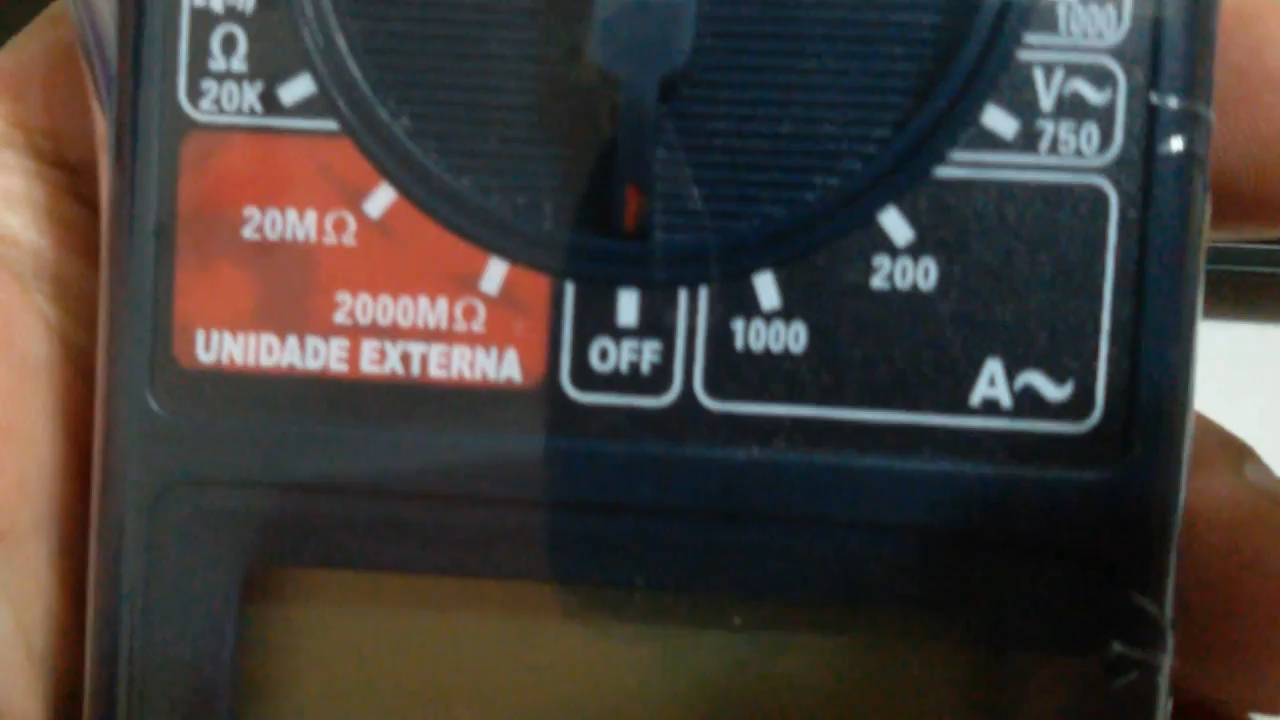 Ω
20K
20MΩ
2000MΩ
UNIDADE EXTERNA
OFF
1000
200
A~
1000
V~
750